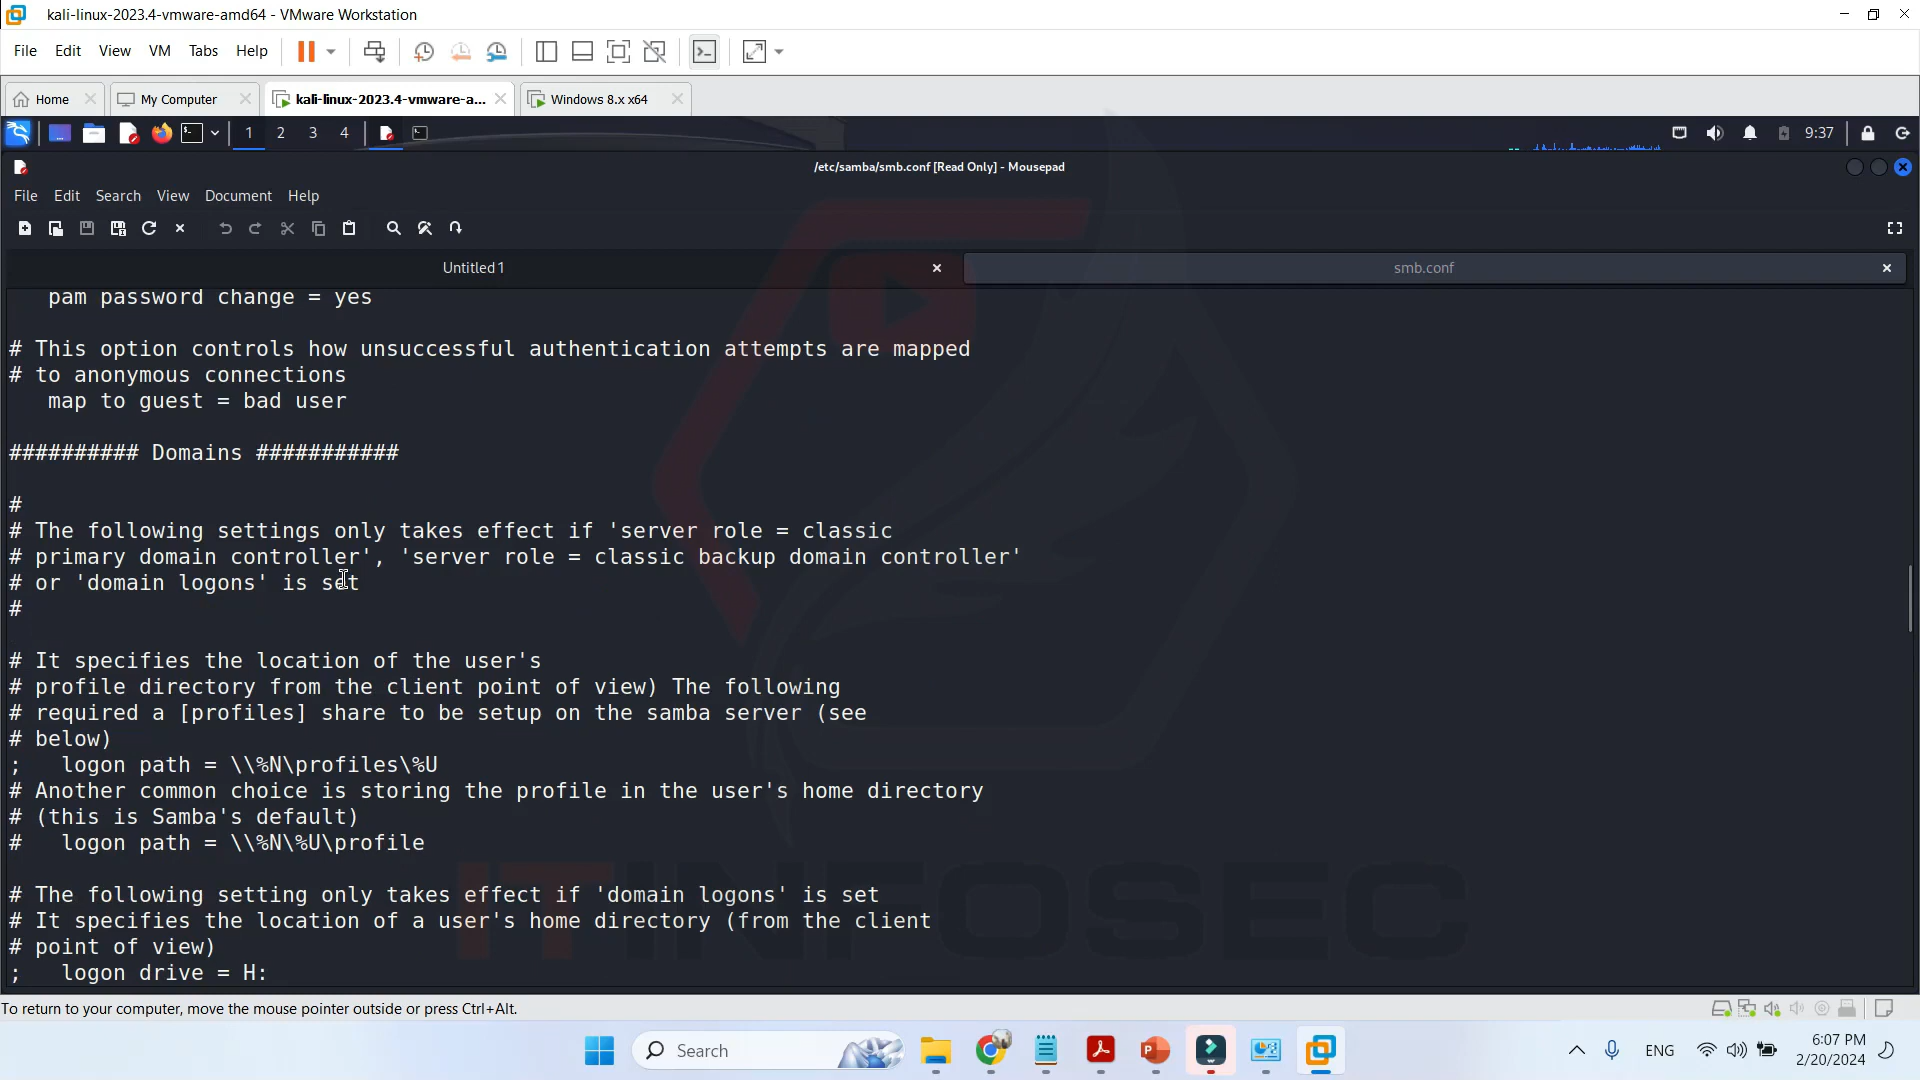 kali-linux-2023.4-vmware-amd64 - VMware Workstation
File Edit View VM Tabs Help
Home My Computer kali-linux-2023.4-vmware-a... Windows 8.x x64
1 2 3 4 9:37
/etc/samba/smb.conf [Read Only] - Mousepad
File Edit Search View Document Help
Untitled 1 smb.conf
pam password change = yes
# This option controls how unsuccessful authentication attempts are mapped
# to anonymous connections
map to guest = bad user
########## Domains ###########
#
# The following settings only takes effect if 'server role = classic
# primary domain controller', 'server role = classic backup domain controller'
# or 'domain logons' is set
#
# It specifies the location of the user's
# profile directory from the client point of view) The following
# required a [profiles] share to be setup on the samba server (see
# below)
; logon path = \\%N\profiles\%U
# Another common choice is storing the profile in the user's home directory
# (this is Samba's default)
# logon path = \\%N\%U\profile
# The following setting only takes effect if 'domain logons' is set
# It specifies the location of a user's home directory (from the client
# point of view)
; logon drive = H:
ITINFOSEC
To return to your computer, move the mouse pointer outside or press Ctrl+Alt.
Search
ENG
6:07 PM
2/20/2024